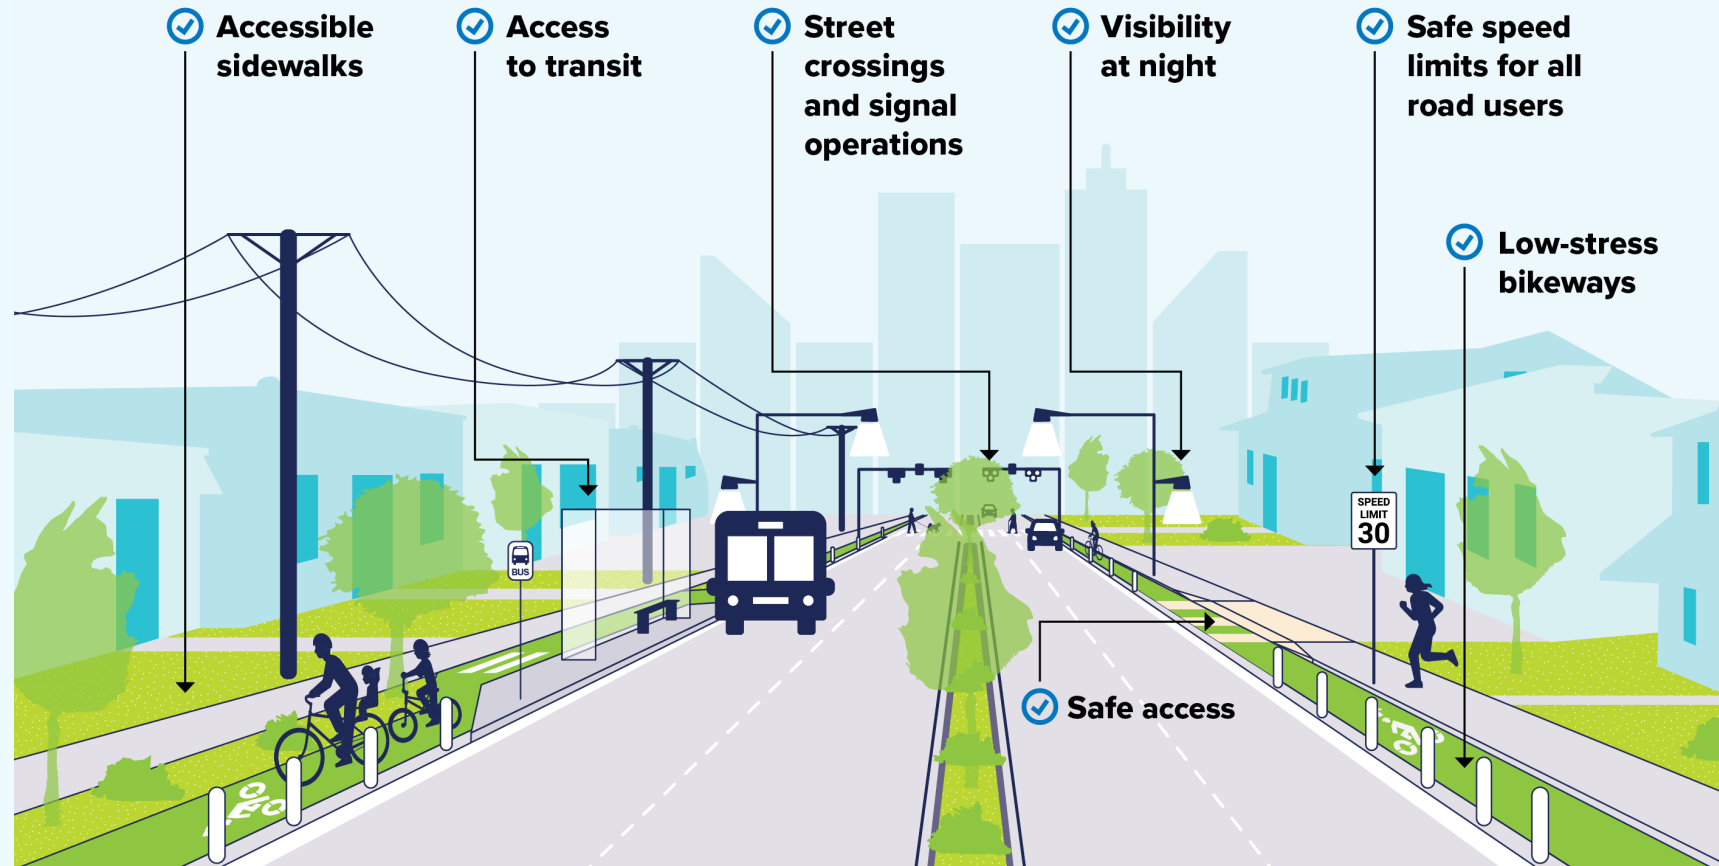 Accessible
sidewalks
Access
to transit
Street
crossings
and signal
operations
Visibility
at night
Safe speed
limits for all
road users
Low-stress
bikeways
SPEED
LIMIT
30
BUS
Safe access